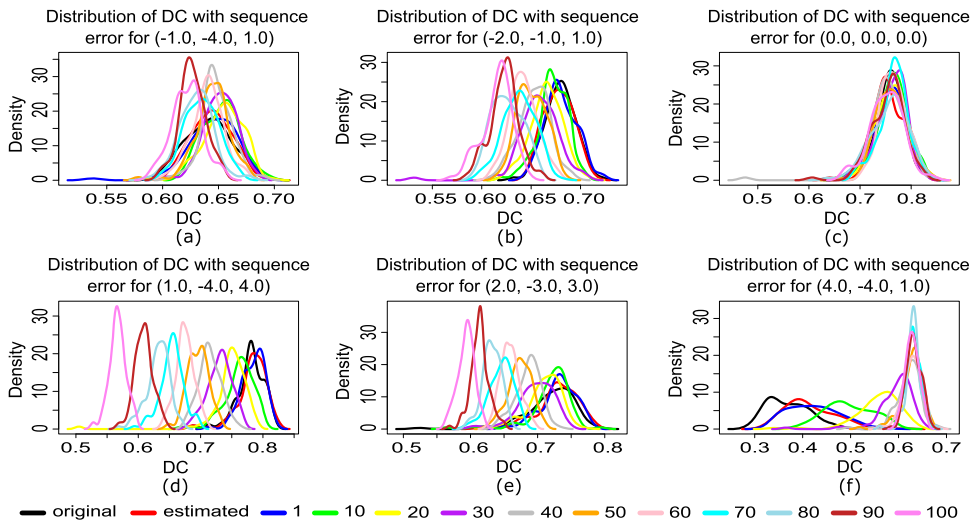 Distribution of DC with sequence
error for (-1.0, -4.0, 1.0)
Density
0 10 20 30
0.55 0.60 0.65 0.70
DC
(a)
Distribution of DC with sequence
error for (-2.0, -1.0, 1.0)
Density
0 10 20 30
0.55 0.60 0.65 0.70
DC
(b)
Distribution of DC with sequence
error for (0.0, 0.0, 0.0)
Density
0 10 20 30
0.5 0.6 0.7 0.8
DC
(c)
Distribution of DC with sequence
error for (1.0, -4.0, 4.0)
Density
0 10 20 30
0.5 0.6 0.7 0.8
DC
(d)
Distribution of DC with sequence
error for (2.0, -3.0, 3.0)
Density
0 10 20 30
0.5 0.6 0.7 0.8
DC
(e)
Distribution of DC with sequence
error for (4.0, -4.0, 1.0)
Density
0 10 20 30
0.3 0.4 0.5 0.6 0.7
DC
(f)
original estimated 1 10 20 30 40 50 60 70 80 90 100